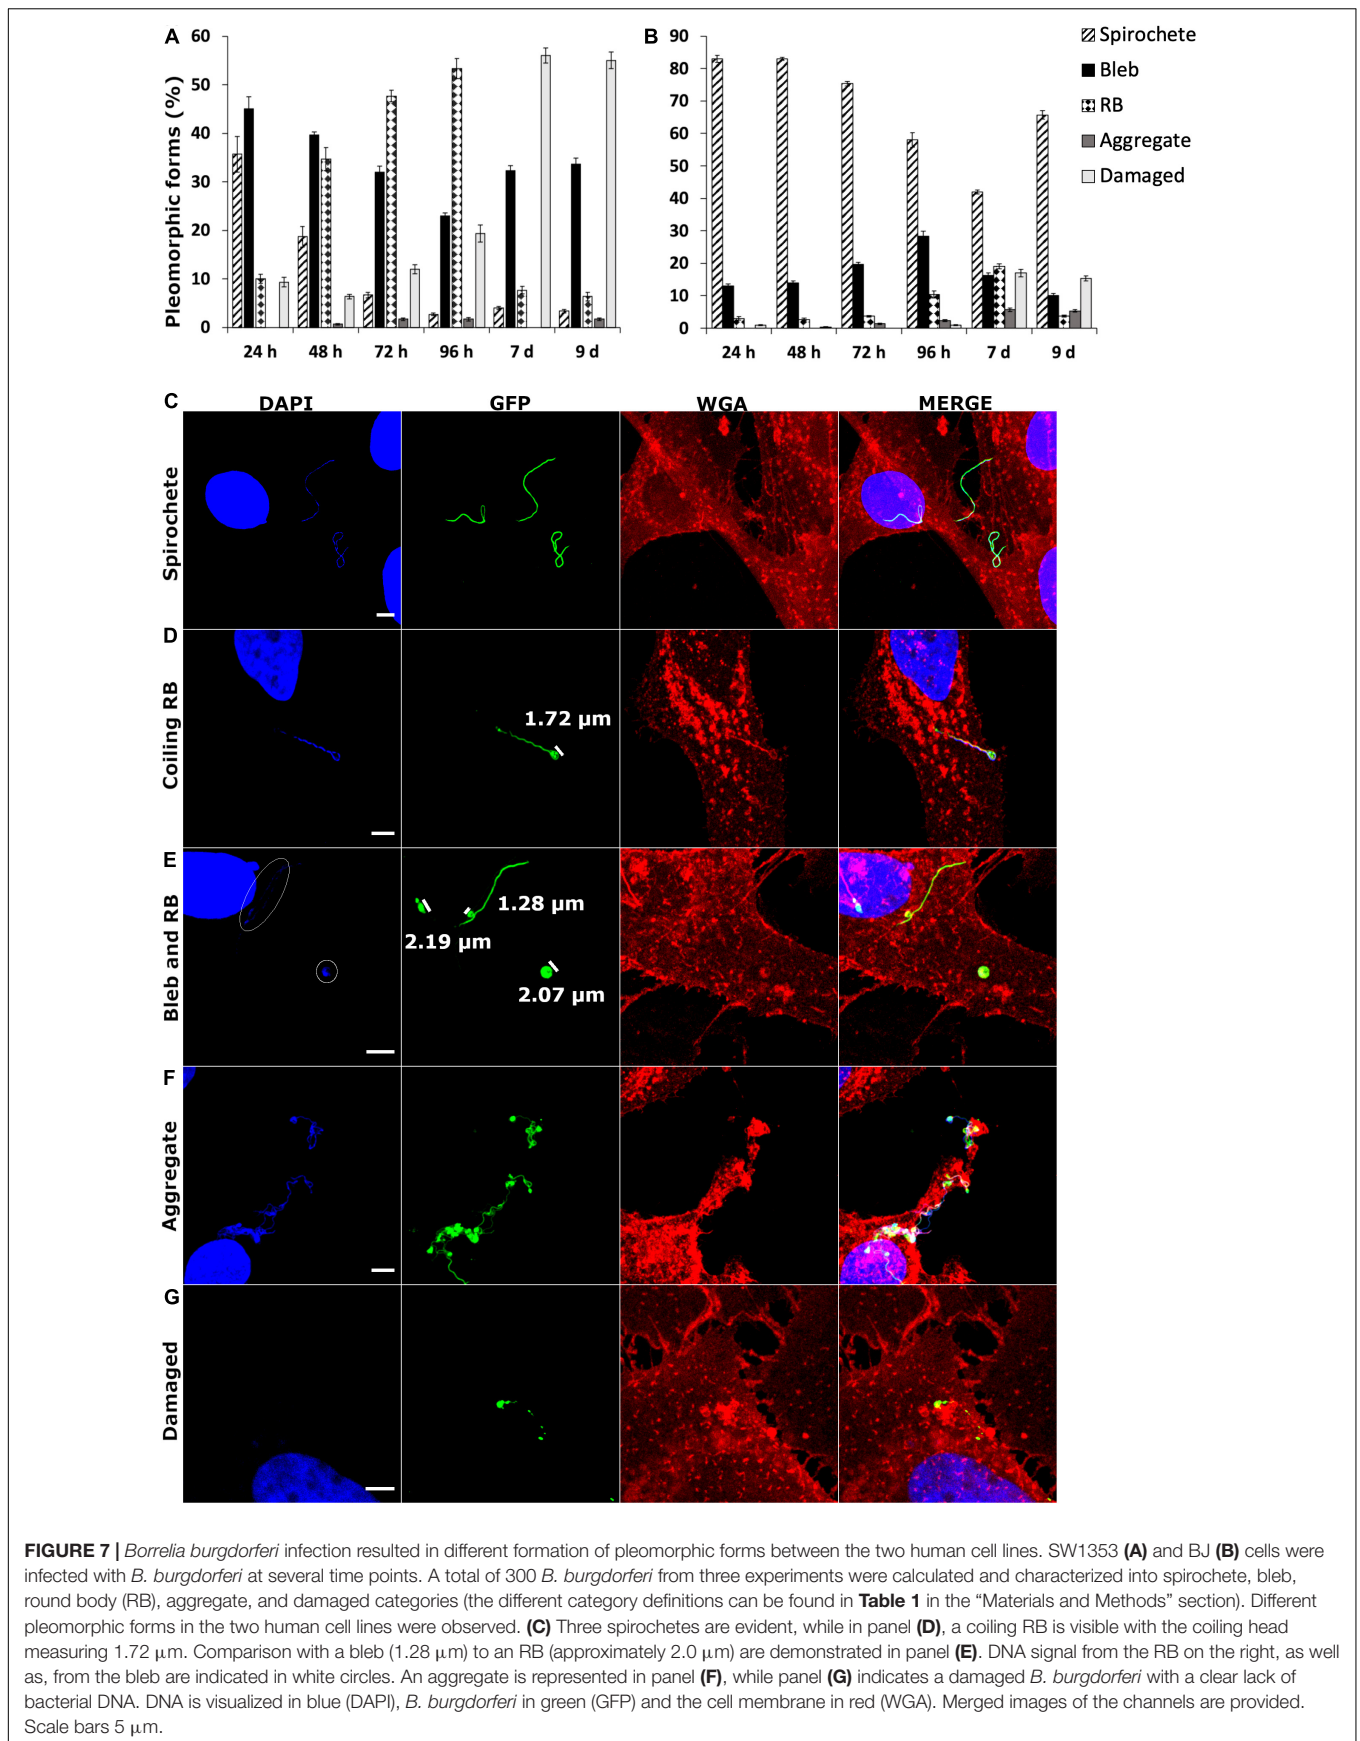 A
60
50
40
30
20
10
0
Pleomorphic forms (%)
24 h 48 h 72 h 96 h 7 d 9 d
B
90
80
70
60
50
40
30
20
10
0
24 h 48 h 72 h 96 h 7 d 9 d
Spirochete
Bleb
RB
Aggregate
Damaged
C
DAPI GFP WGA MERGE
Spirochete
D
Coiling RB
1.72 µm
E
Bleb and RB
1.28 µm
2.19 µm
2.07 µm
F
Aggregate
G
Damaged
FIGURE 7 | Borrelia burgdorferi infection resulted in different formation of pleomorphic forms between the two human cell lines. SW1353 (A) and BJ (B) cells were
infected with B. burgdorferi at several time points. A total of 300 B. burgdorferi from three experiments were calculated and characterized into spirochete, bleb,
round body (RB), aggregate, and damaged categories (the different category definitions can be found in Table 1 in the “Materials and Methods” section). Different
pleomorphic forms in the two human cell lines were observed. (C) Three spirochetes are evident, while in panel (D), a coiling RB is visible with the coiling head
measuring 1.72 µm. Comparison with a bleb (1.28 µm) to an RB (approximately 2.0 µm) are demonstrated in panel (E). DNA signal from the RB on the right, as well
as, from the bleb are indicated in white circles. An aggregate is represented in panel (F), while panel (G) indicates a damaged B. burgdorferi with a clear lack of
bacterial DNA. DNA is visualized in blue (DAPI), B. burgdorferi in green (GFP) and the cell membrane in red (WGA). Merged images of the channels are provided.
Scale bars 5 µm.